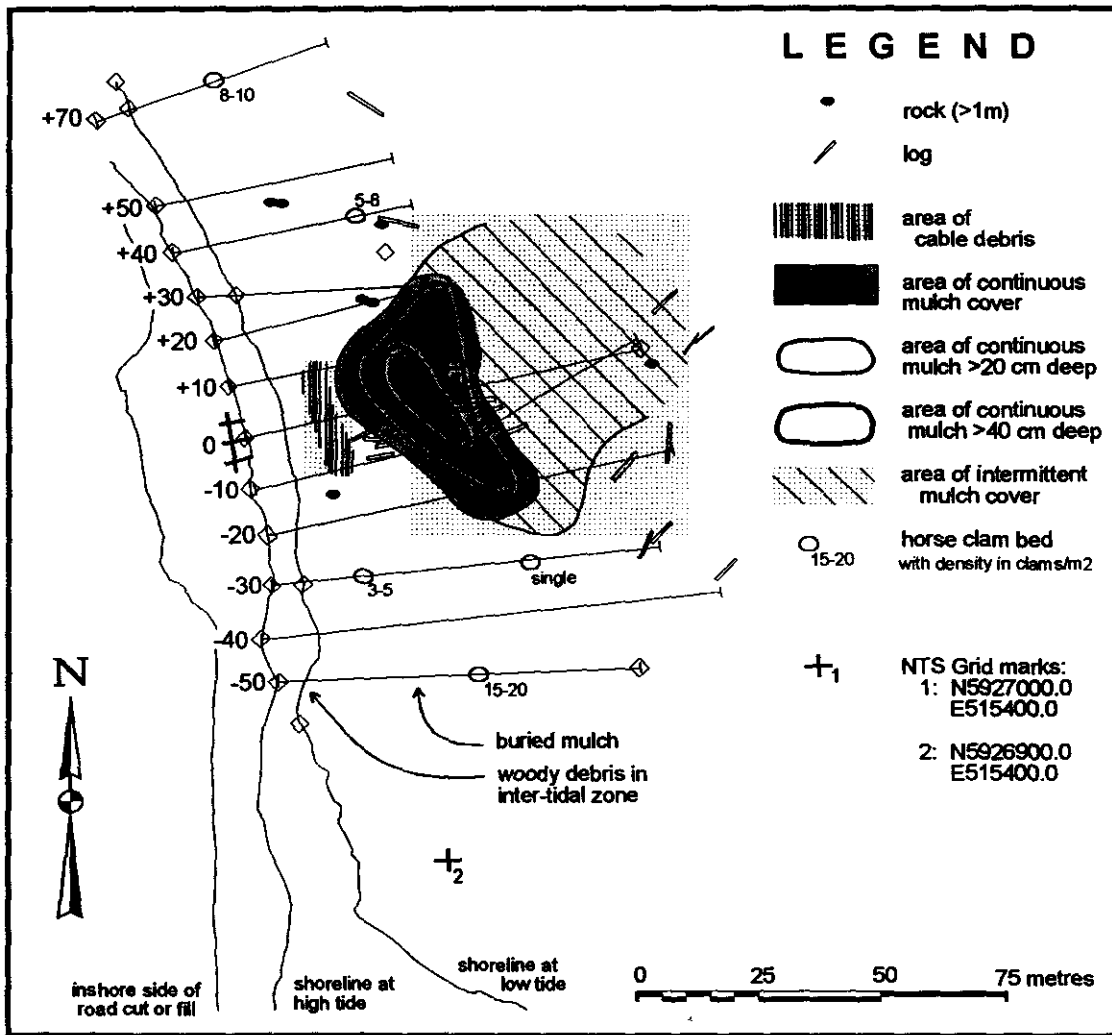 LEGEND
rock (>1m)
log
area of
cable debris
area of continuous
mulch cover
area of continuous
mulch >20 cm deep
area of continuous
mulch >40 cm deep
area of intermittent
mulch cover
15-20
horse clam bed
with density in clams/m2
1
NTS Grid marks:
1: N5927000.0
E515400.0
2: N5926900.0
E515400.0
+70
8-10
+50
5-8
+40
+30
+20
+10
0
-10
-20
-30
3-5
single
-40
-50
15-20
N
buried mulch
woody debris in
inter-tidal zone
2
inshore side of
road cut or fill
shoreline at
high tide
shoreline at
low tide
0 25 50 75 metres